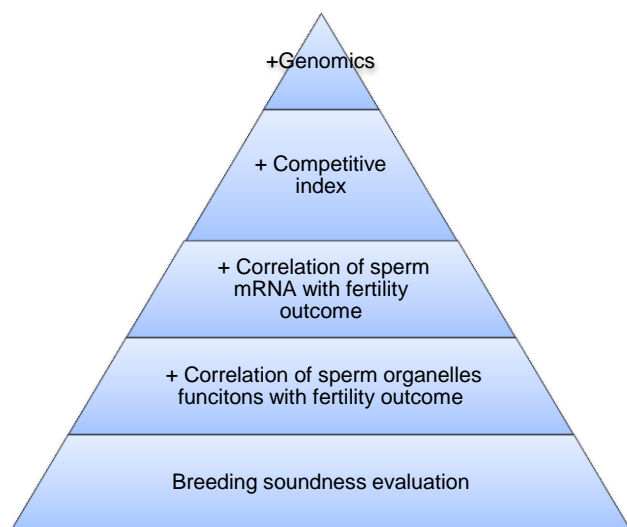 +Genomics
+ Competitive
index
+ Correlation of sperm
mRNA with fertility
outcome
+ Correlation of sperm organelles
funcitons with fertility outcome
Breeding soundness evaluation